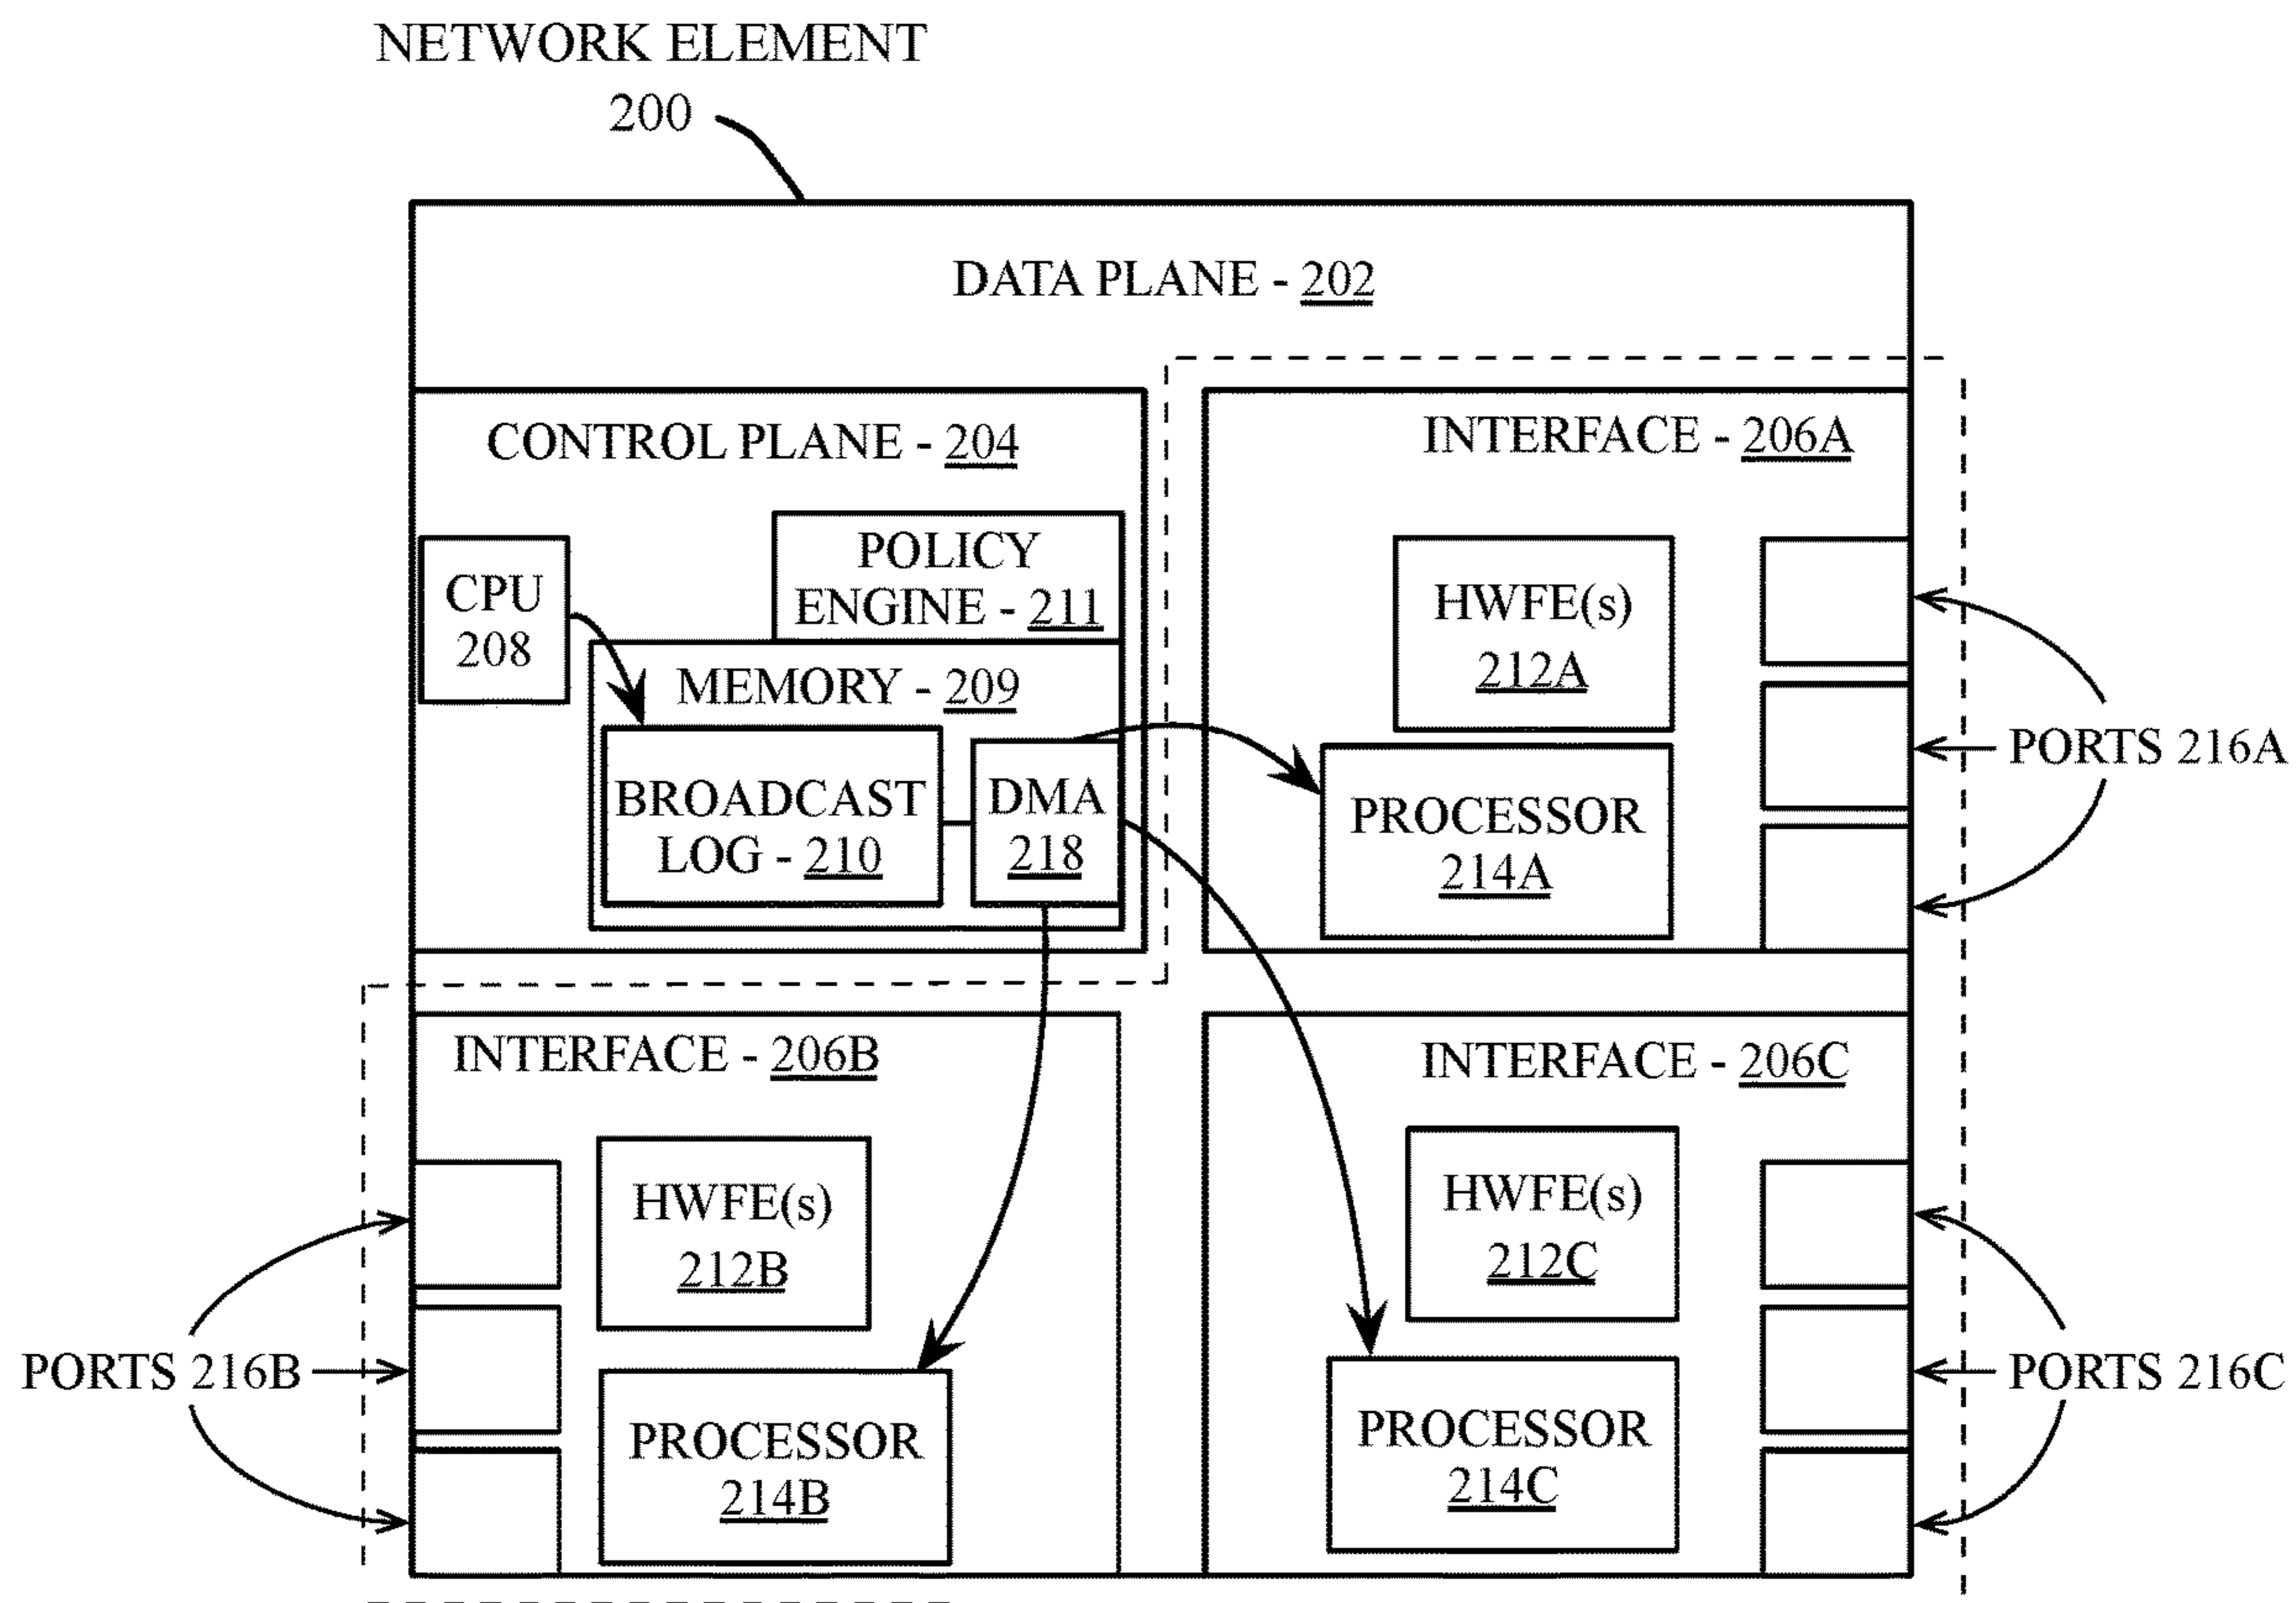 NETWORK ELEMENT
200
DATA PLANE - 202
CONTROL PLANE - 204
CPU
208
POLICY
ENGINE - 211
MEMORY - 209
BROADCAST
LOG - 210
DMA
218
INTERFACE - 206A
HWFE(s)
212A
PROCESSOR
214A
PORTS 216A
INTERFACE - 206B
HWFE(s)
212B
PROCESSOR
214B
PORTS 216B
INTERFACE - 206C
HWFE(s)
212C
PROCESSOR
214C
PORTS 216C